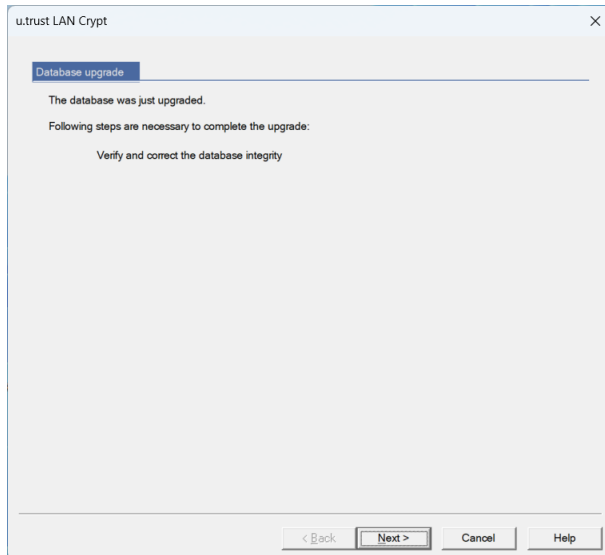 u.trust LAN Crypt
Database upgrade
The database was just upgraded.
Following steps are necessary to complete the upgrade:
Verify and correct the database integrity
< Back
Next >
Cancel
Help